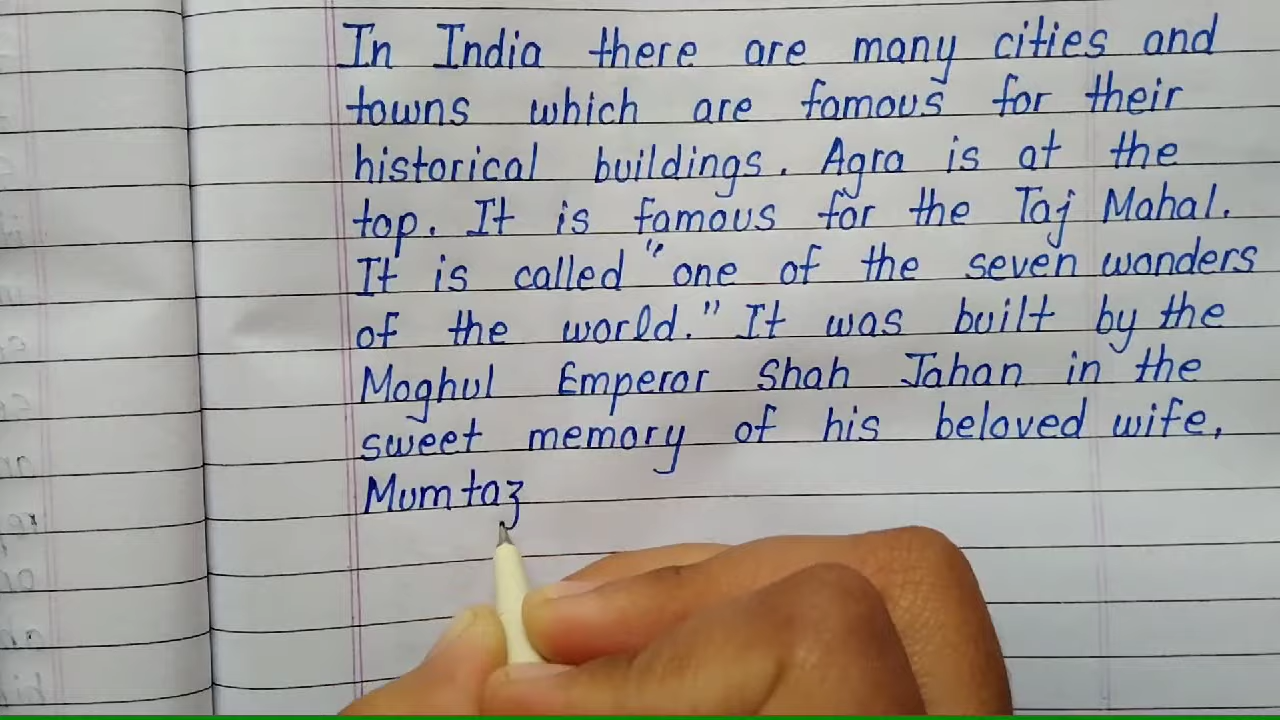 In India there are many cities and
towns which are famous for their
historical buildings. Agra is at the
top. It is famous for the Taj Mahal.
It is called "one of the seven wonders
of the world." It was built by the
Moghul Emperor Shah Jahan in the
sweet memory of his beloved wife,
Mumtaz